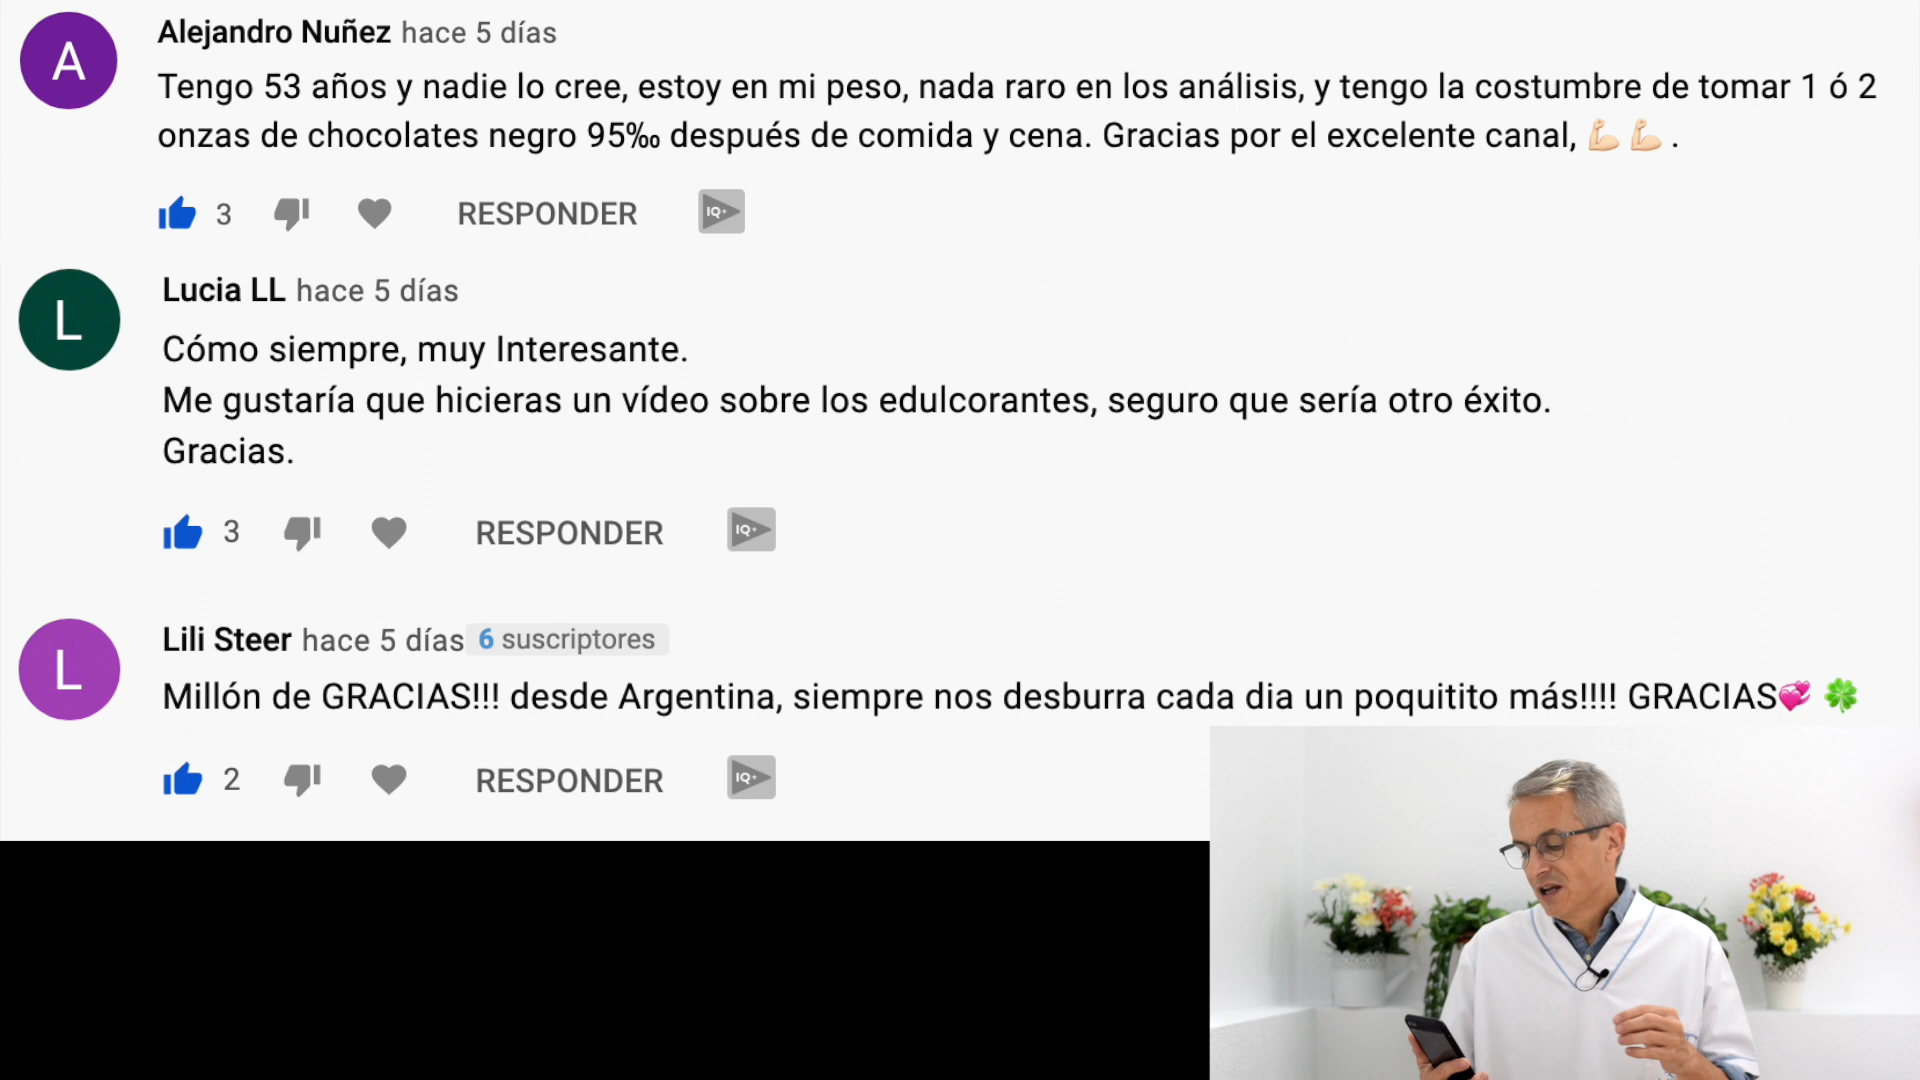 A
Alejandro Nuñez hace 5 días
Tengo 53 años y nadie lo cree, estoy en mi peso, nada raro en los análisis, y tengo la costumbre de tomar 1 ó 2
onzas de chocolates negro 95‰ después de comida y cena. Gracias por el excelente canal, 💪🏻💪🏻.
3 RESPONDER IQ+
L
Lucia LL hace 5 días
Cómo siempre, muy Interesante.
Me gustaría que hicieras un vídeo sobre los edulcorantes, seguro que sería otro éxito.
Gracias.
3 RESPONDER IQ+
L
Lili Steer hace 5 días 6 suscriptores
Millón de GRACIAS!!! desde Argentina, siempre nos desburra cada dia un poquitito más!!!! GRACIAS💞 🍀
2 RESPONDER IQ+